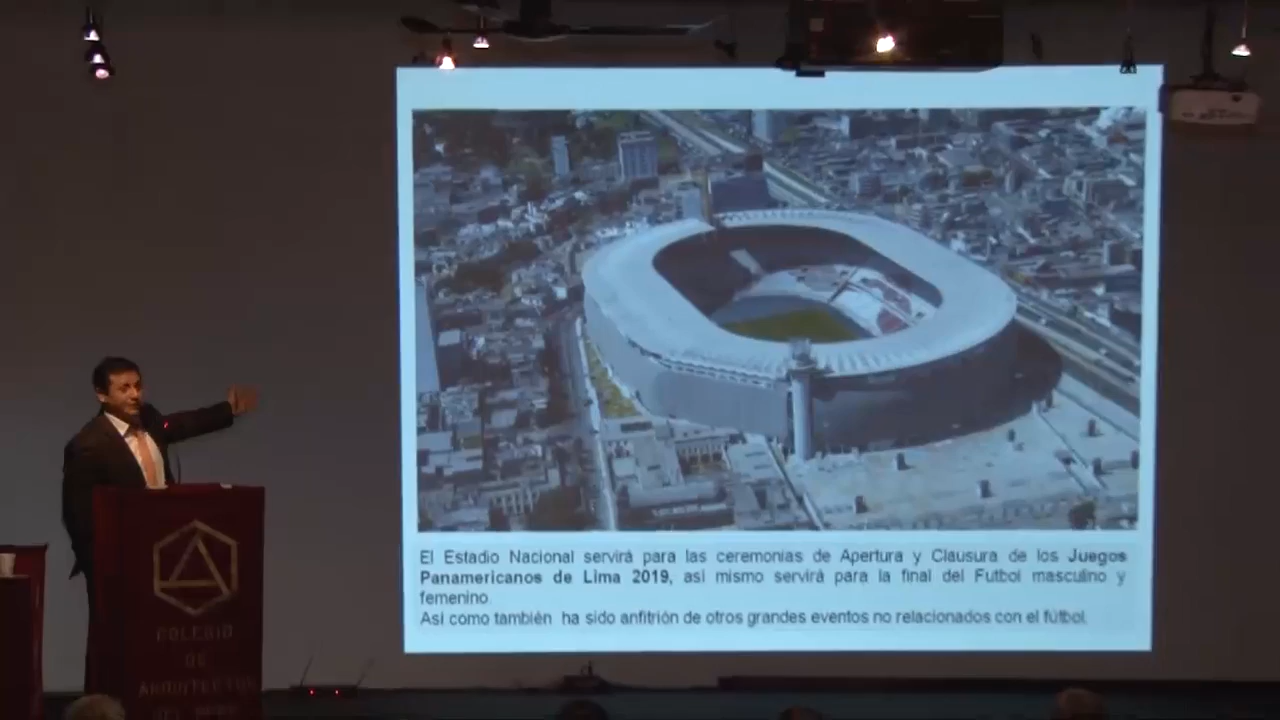 El Estadio Nacional servirá para las ceremonias de Apertura y Clausura de los Juegos
Panamericanos de Lima 2019, asi mismo servirá para la final del Futbol masculino y
femenino.
Así como también ha sido anfitrión de otros grandes eventos no relacionados con el fútbol.
COLEGIO
DE
ARQUITECTOS